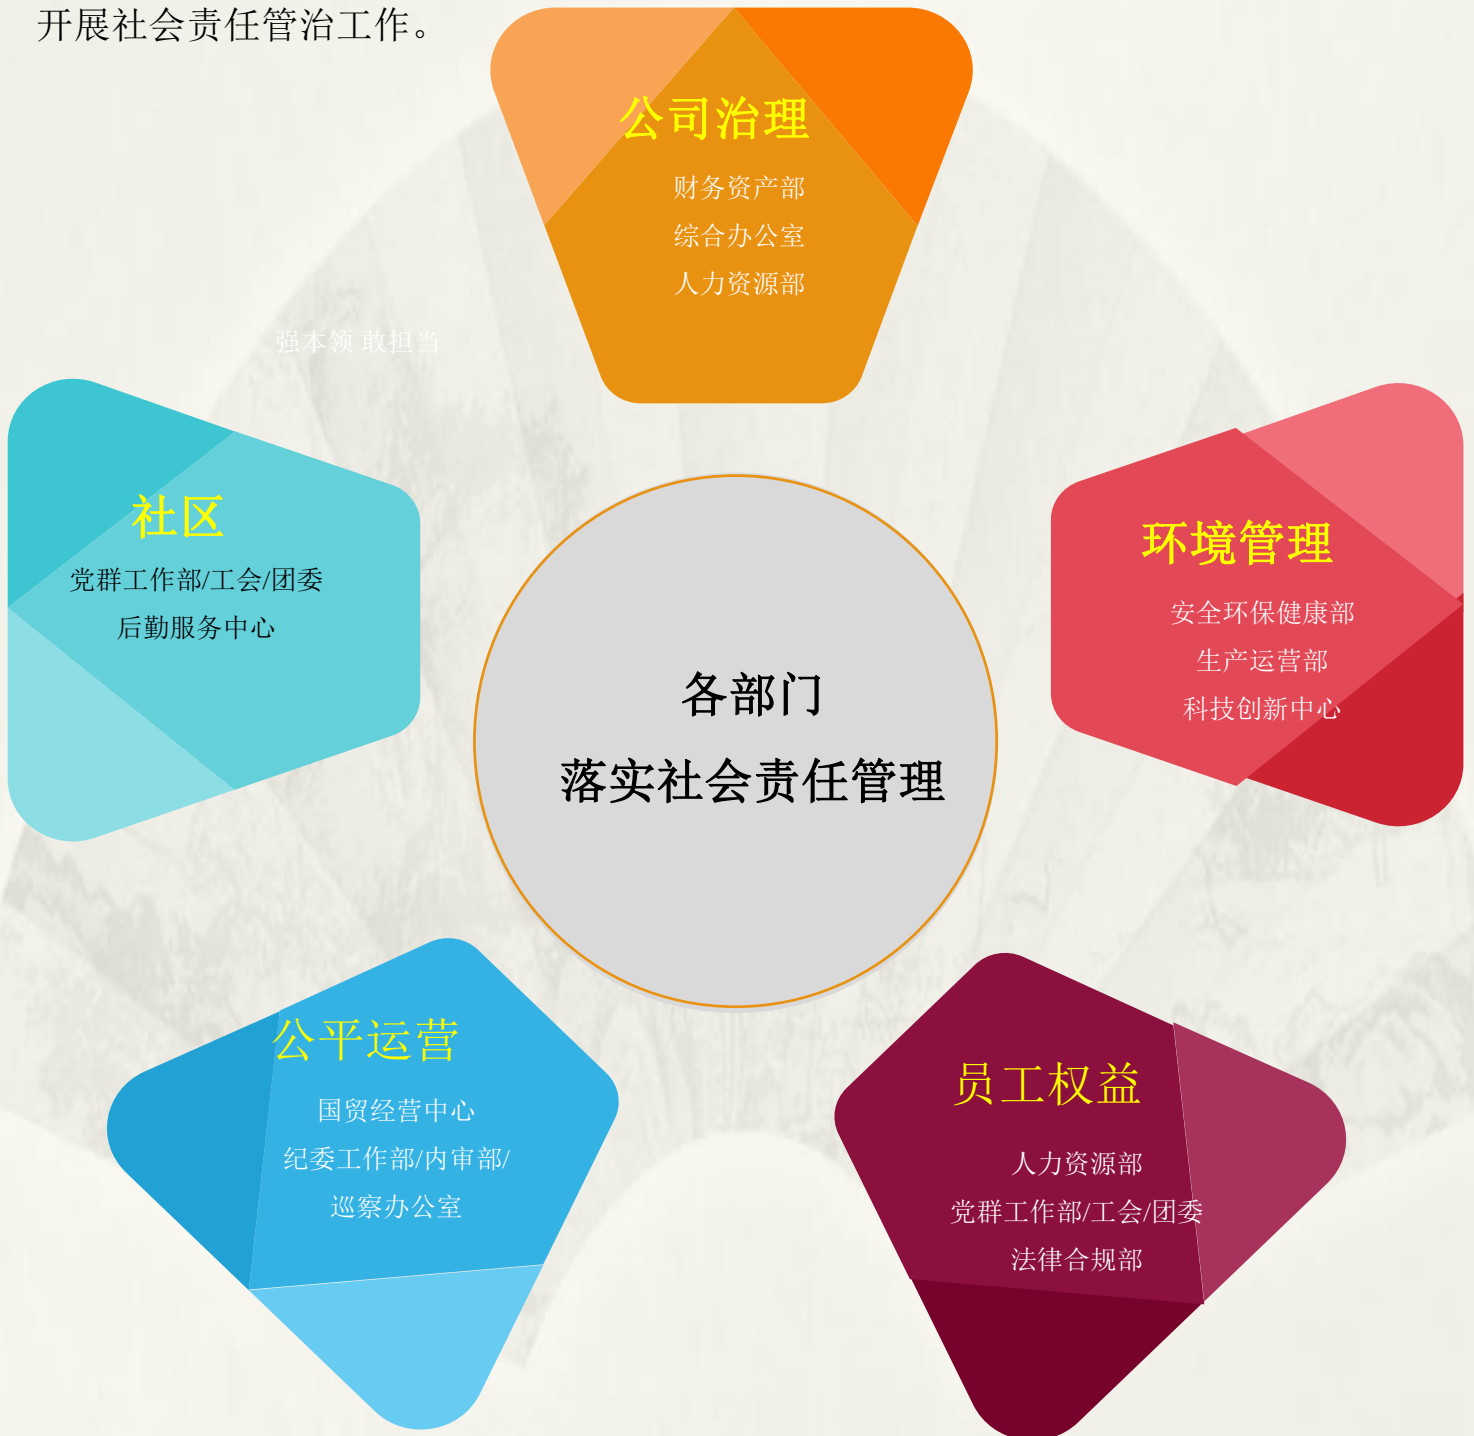 开展社会责任管治工作。
公司治理
财务资产部
综合办公室
人力资源部
强本领 敢担当
社区
党群工作部/工会/团委
后勤服务中心
环境管理
安全环保健康部
生产运营部
科技创新中心
各部门
落实社会责任管理
公平运营
国贸经营中心
纪委工作部/内审部/
巡察办公室
员工权益
人力资源部
党群工作部/工会/团委
法律合规部